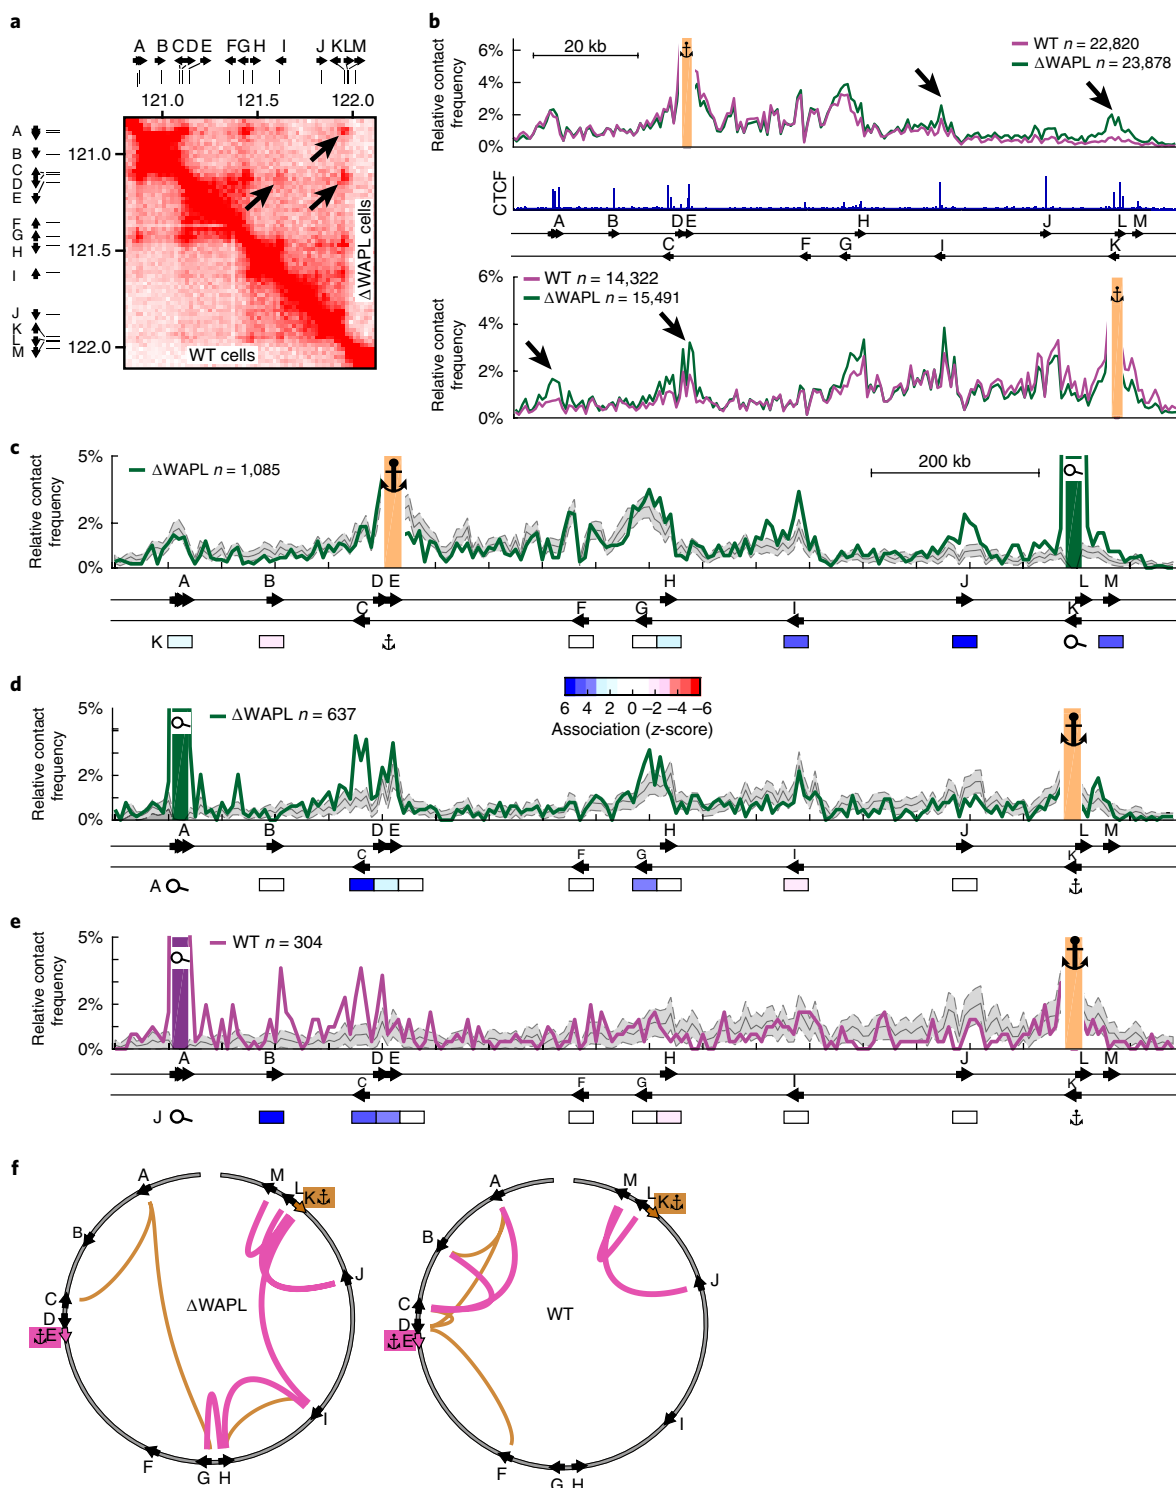 a
A B C D E F G H I J K L M
121.0 121.5 122.0
A
B
C
D
E
F
G
H
I
J
K
L
M
121.0
121.5
122.0
WT cells
ΔWAPL cells
b
Relative contact
frequency
6%
4%
2%
0%
20 kb
WT n = 22,820
ΔWAPL n = 23,878
CTCF
A B D E H J L M
C F G I K
Relative contact
frequency
6%
4%
2%
0%
WT n = 14,322
ΔWAPL n = 15,491
c
Relative contact
frequency
5%
2%
0%
ΔWAPL n = 1,085
200 kb
A B D E H J L M
C F G I K
K
6 4 2 0 –2 –4 –6
Association (z-score)
d
Relative contact
frequency
5%
2%
0%
ΔWAPL n = 637
A B D E H J L M
C F G I K
A
e
Relative contact
frequency
5%
2%
0%
WT n = 304
A B D E H J L M
C F G I K
J
f
A
B
C
D
E
F
G
H
I
J
K
L
M
ΔWAPL
A
B
C
D
E
F
G
H
I
J
K
L
M
WT